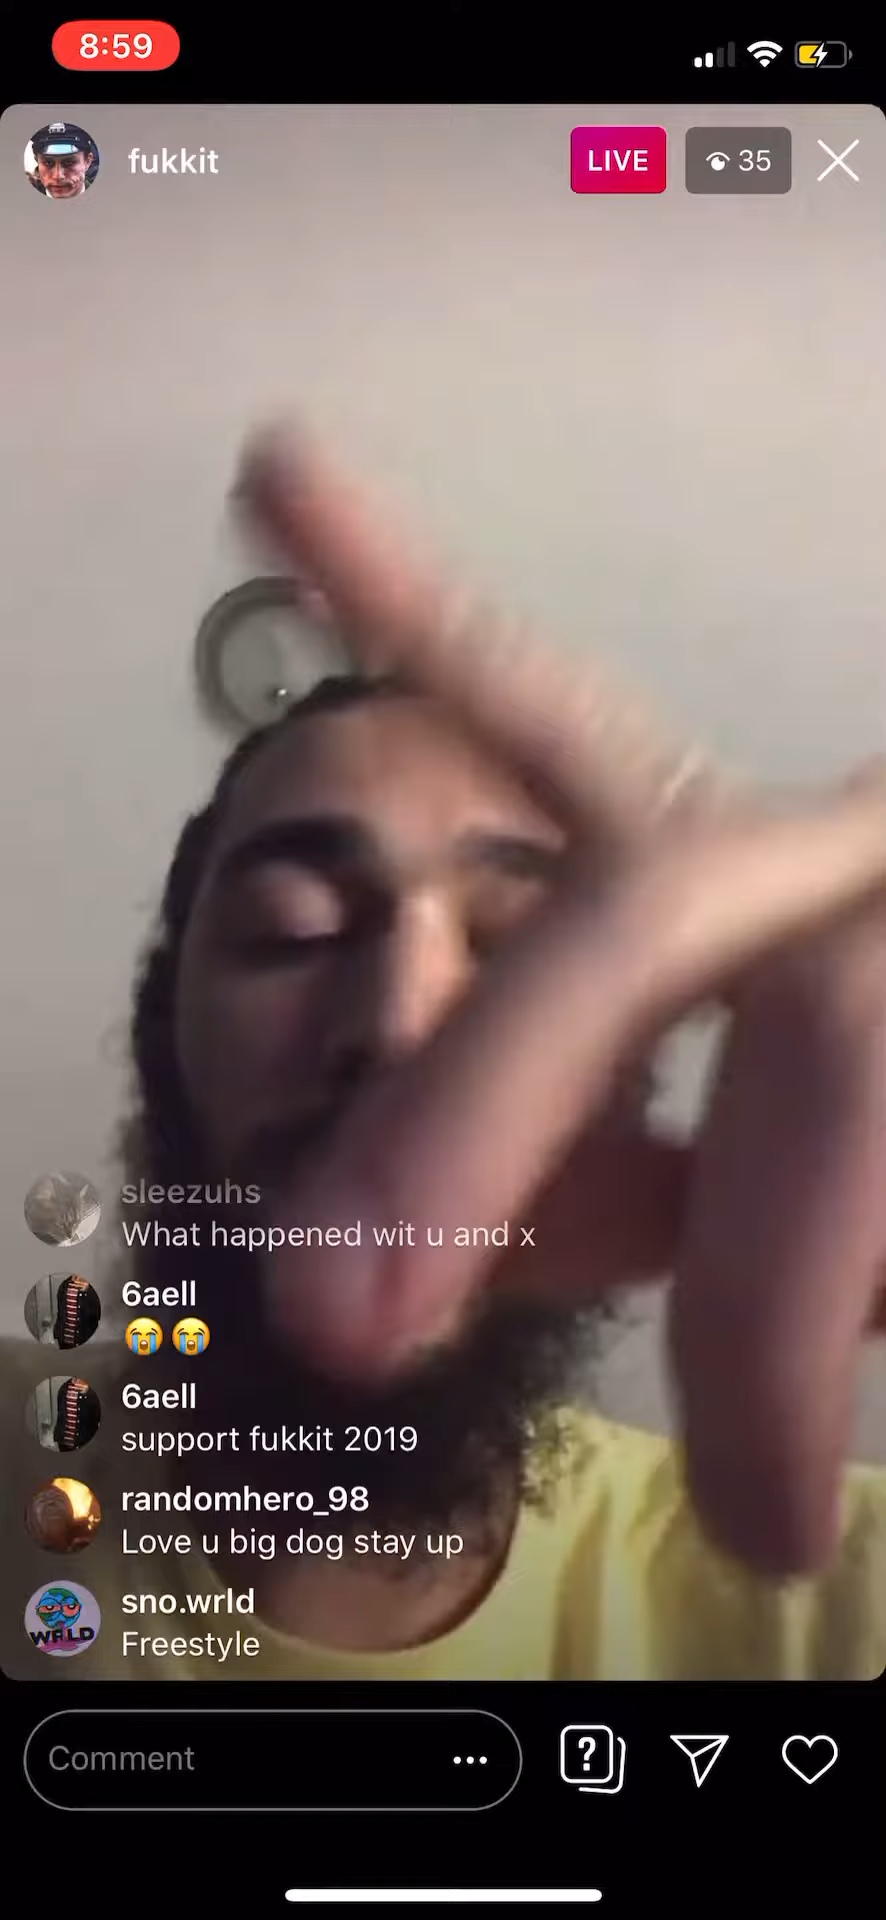 8:59
fukkit
LIVE
35
sleezuhs
What happened wit u and x
6aell
😭😭
6aell
support fukkit 2019
randomhero_98
Love u big dog stay up
sno.wrld
WRLD
Freestyle
Comment
?